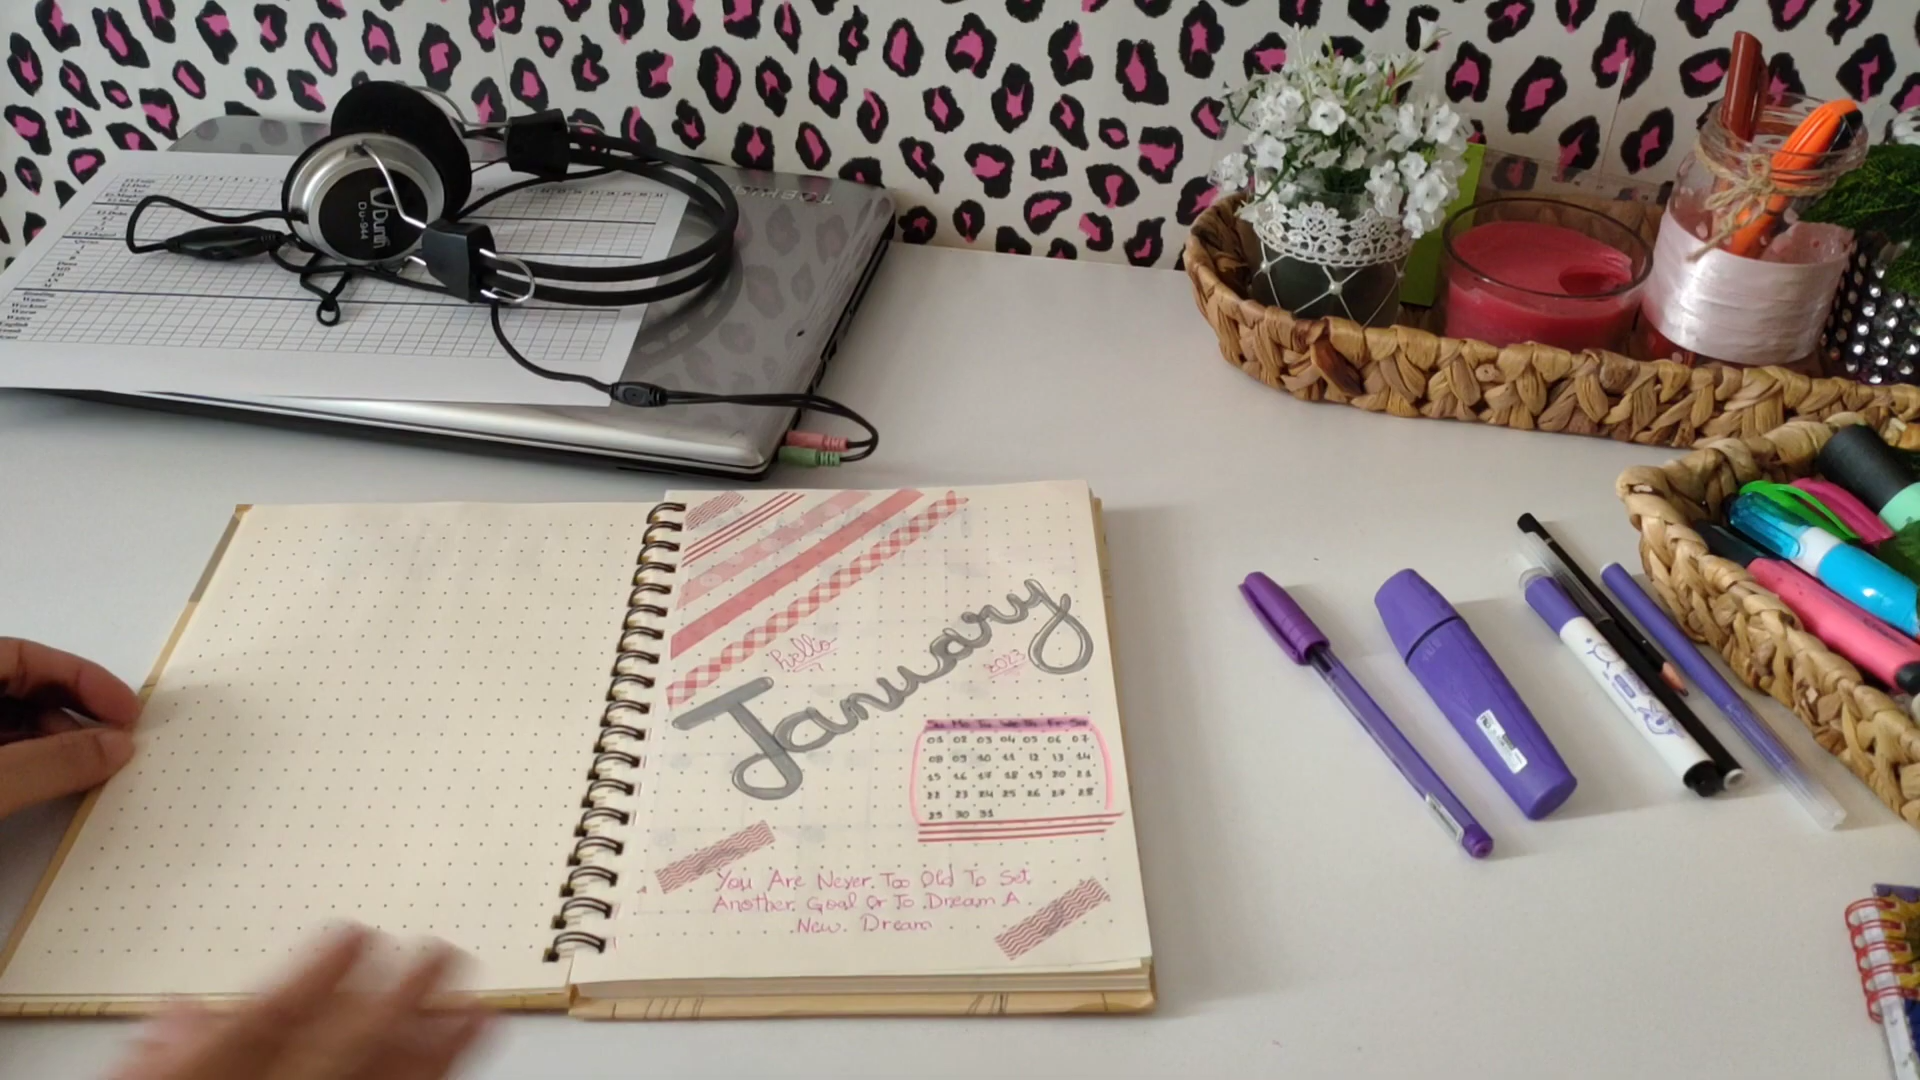 TOSHIBA
Dunin
Du-944
hello
January
2023
Su Mo Tu We Th Fr Sa
01 02 03 04 05 06 07
08 09 10 11 12 13 14
15 16 17 18 19 20 21
22 23 24 25 26 27 28
29 30 31
You Are Never Too Old To Set
Another Goal Or To Dream A
New Dream